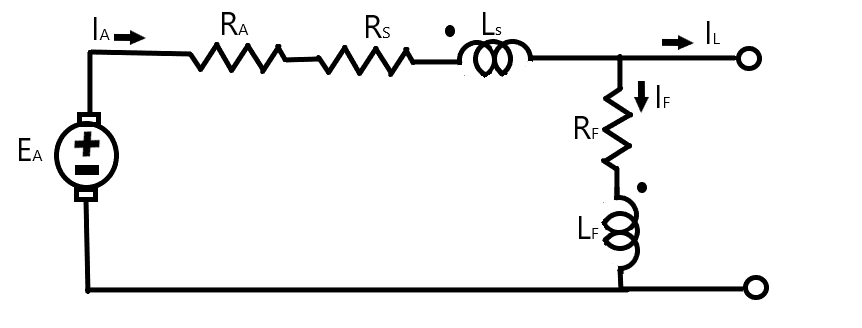 IA
RA
RS
Ls
IL
IF
RF
EA
+
-
LF